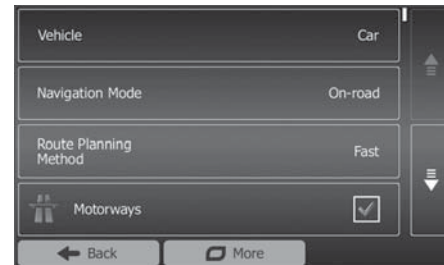 Vehicle Car
Navigation Mode On-road
Route Planning
Method Fast
Motorways
Back More